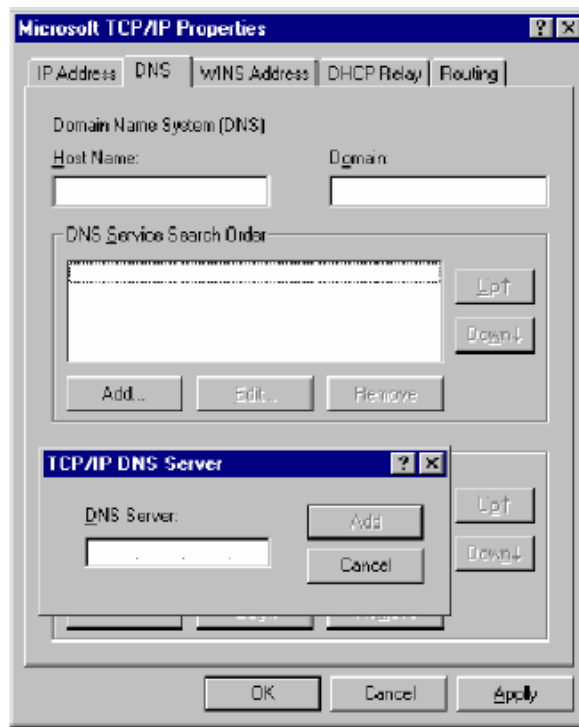 Microsoft TCP/IP Properties
IP Address DNS WINS Address DHCP Relay Routing
Domain Name System (DNS)
Host Name: Domain:
DNS Service Search Order
Up↑
Down↓
Add... Edit... Remove
TCP/IP DNS Server
DNS Server:
Add
Cancel
Up↑
Down↓
OK Cancel Apply